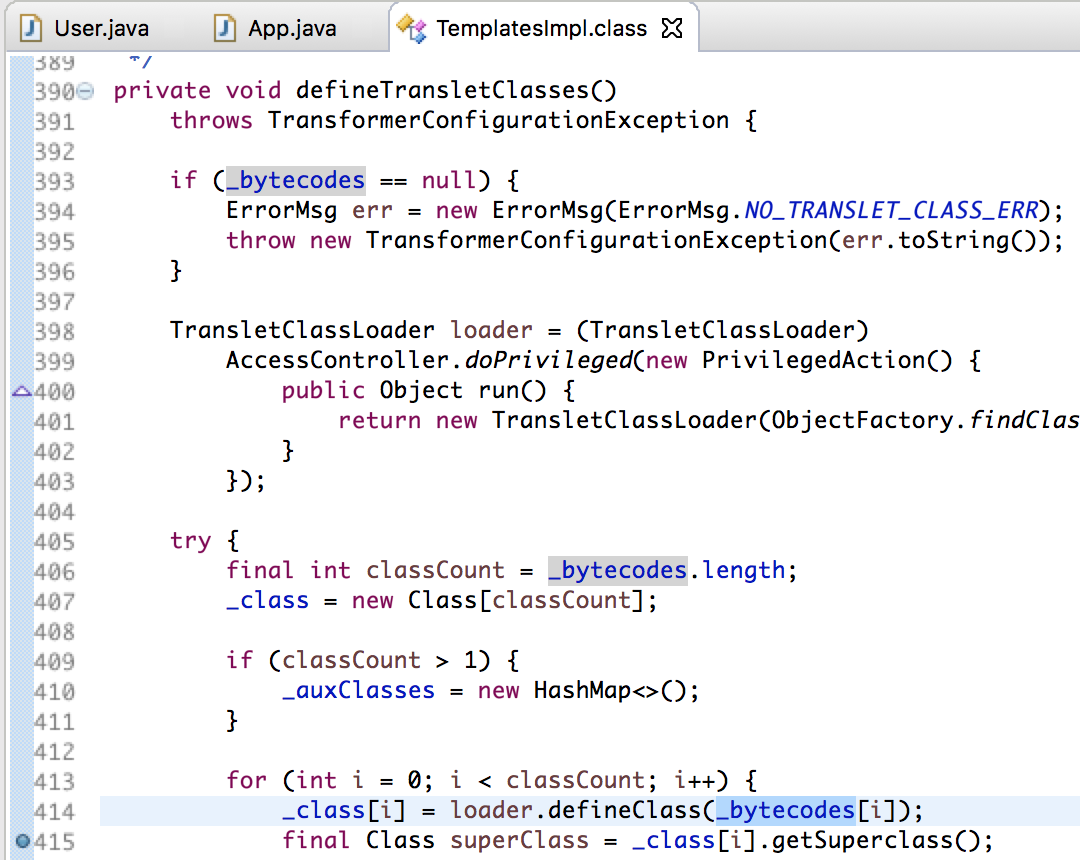 User.java App.java TemplatesImpl.class
389 */
390 private void defineTransletClasses()
391 throws TransformerConfigurationException {
392
393 if (_bytecodes == null) {
394 ErrorMsg err = new ErrorMsg(ErrorMsg.NO_TRANSLET_CLASS_ERR);
395 throw new TransformerConfigurationException(err.toString());
396 }
397
398 TransletClassLoader loader = (TransletClassLoader)
399 AccessController.doPrivileged(new PrivilegedAction() {
400 public Object run() {
401 return new TransletClassLoader(ObjectFactory.findClas
402 }
403 });
404
405 try {
406 final int classCount = _bytecodes.length;
407 _class = new Class[classCount];
408
409 if (classCount > 1) {
410 _auxClasses = new HashMap<>();
411 }
412
413 for (int i = 0; i < classCount; i++) {
414 _class[i] = loader.defineClass(_bytecodes[i]);
415 final Class superClass = _class[i].getSuperclass();